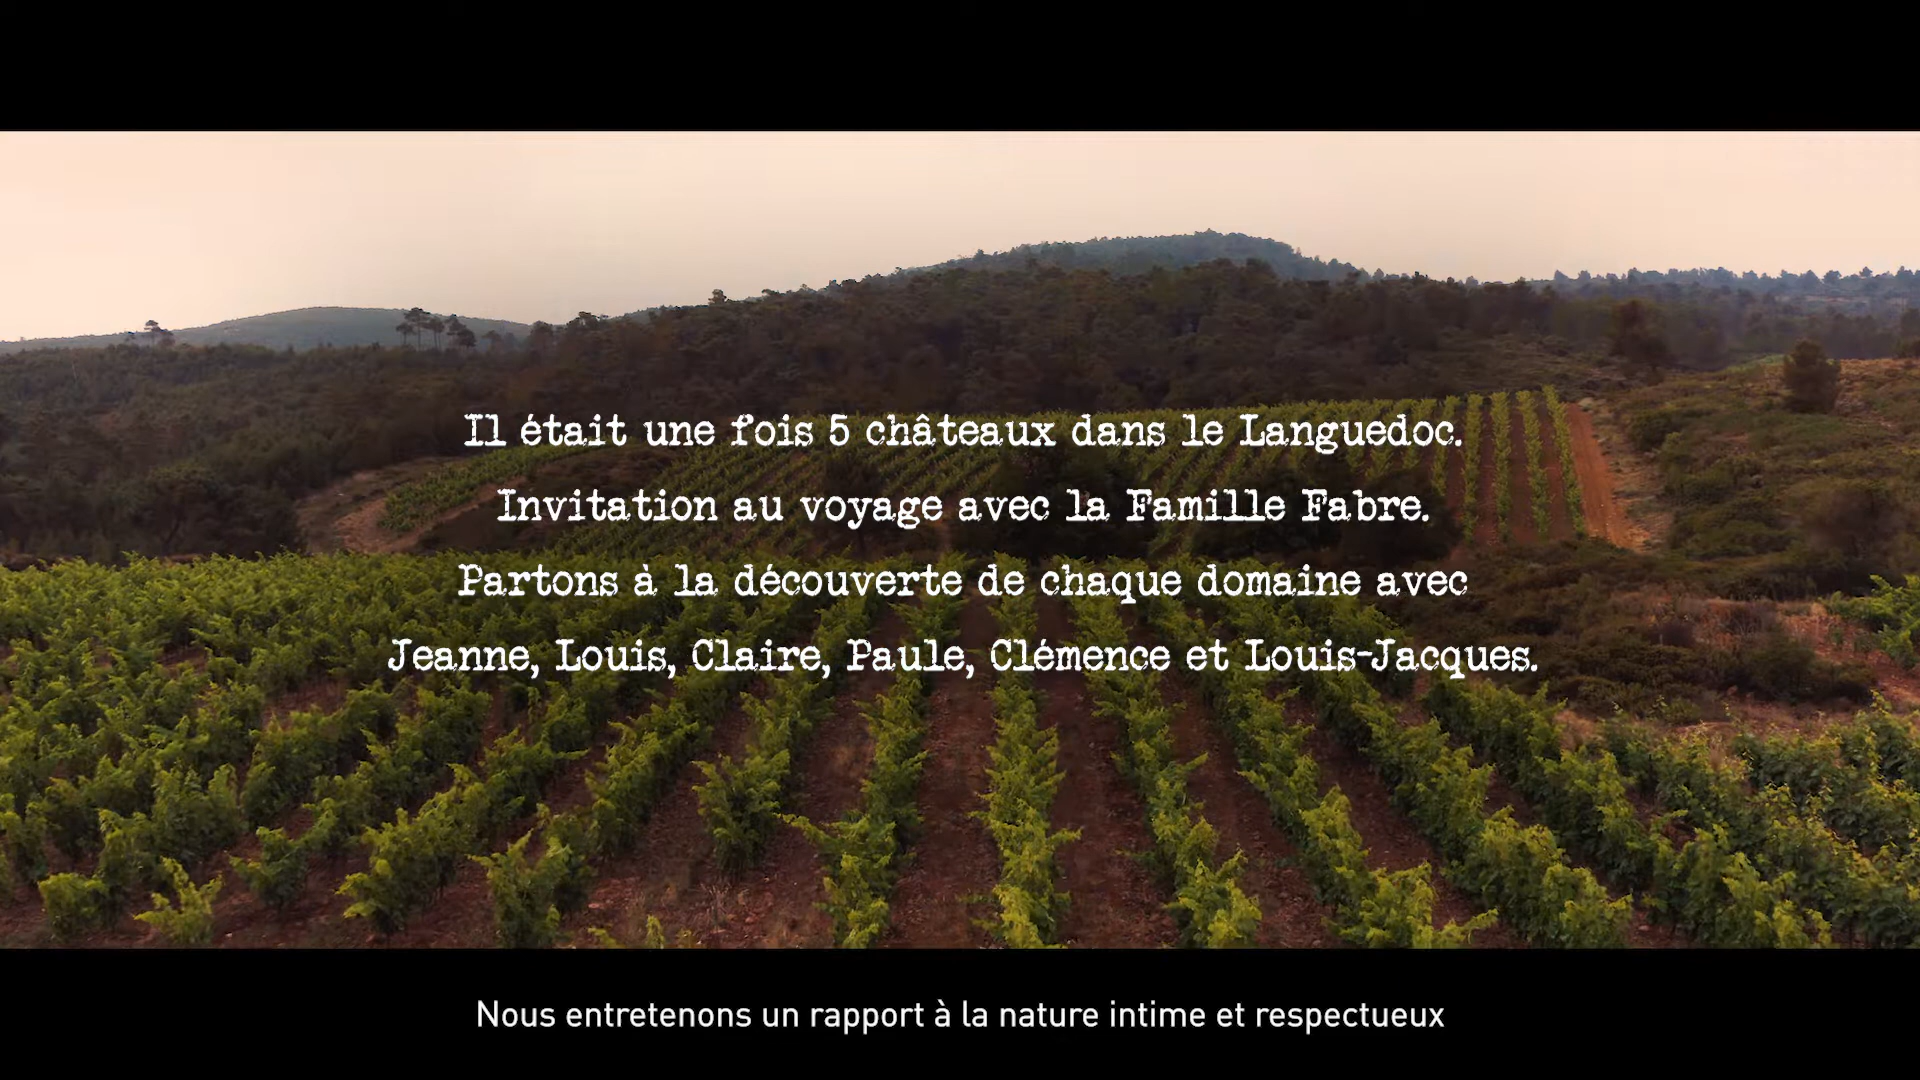 Il était une fois 5 châteaux dans le Languedoc.
Invitation au voyage avec la Famille Fabre.
Partons à la découverte de chaque domaine avec
Jeanne, Louis, Claire, Paule, Clémence et Louis-Jacques.
Nous entretenons un rapport à la nature intime et respectueux